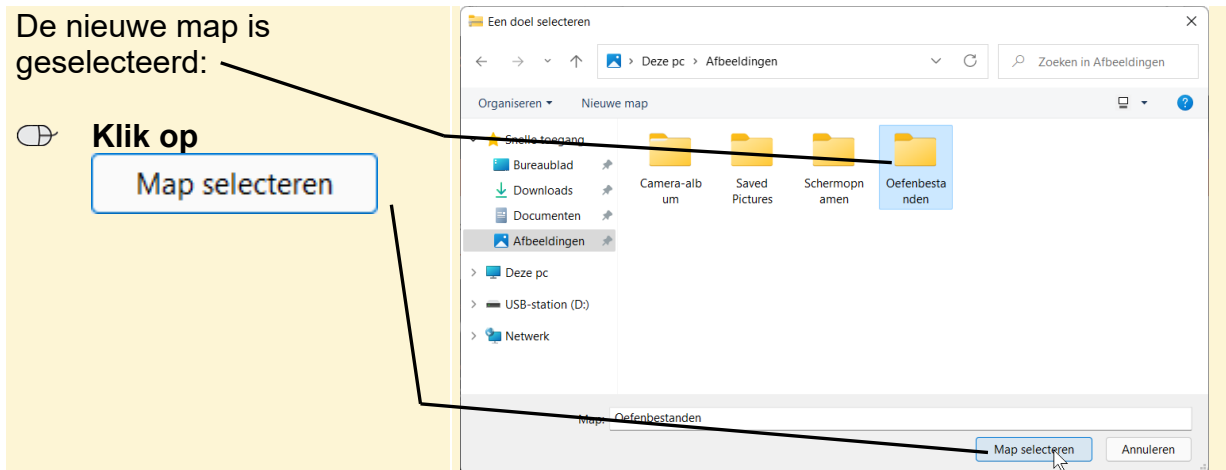 De nieuwe map is
geselecteerd:
Klik op
Map selecteren
Een doel selecteren
Deze pc > Afbeeldingen
Zoeken in Afbeeldingen
Organiseren
Nieuwe map
Snelle toegang
Bureaublad
Downloads
Documenten
Afbeeldingen
Deze pc
USB-station (D:)
Netwerk
Camera-alb
um
Saved
Pictures
Schermopn
amen
Oefenbesta
nden
Map: Oefenbestanden
Map selecteren
Annuleren